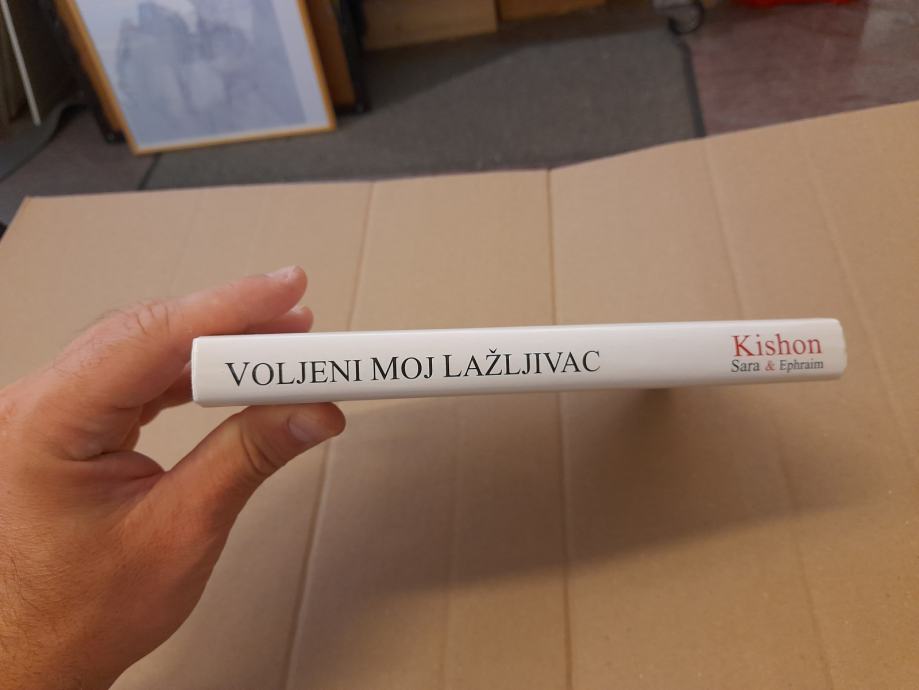 VOLJENI MOJ LAŽLJIVAC
Kishon
Sara & Ephraim